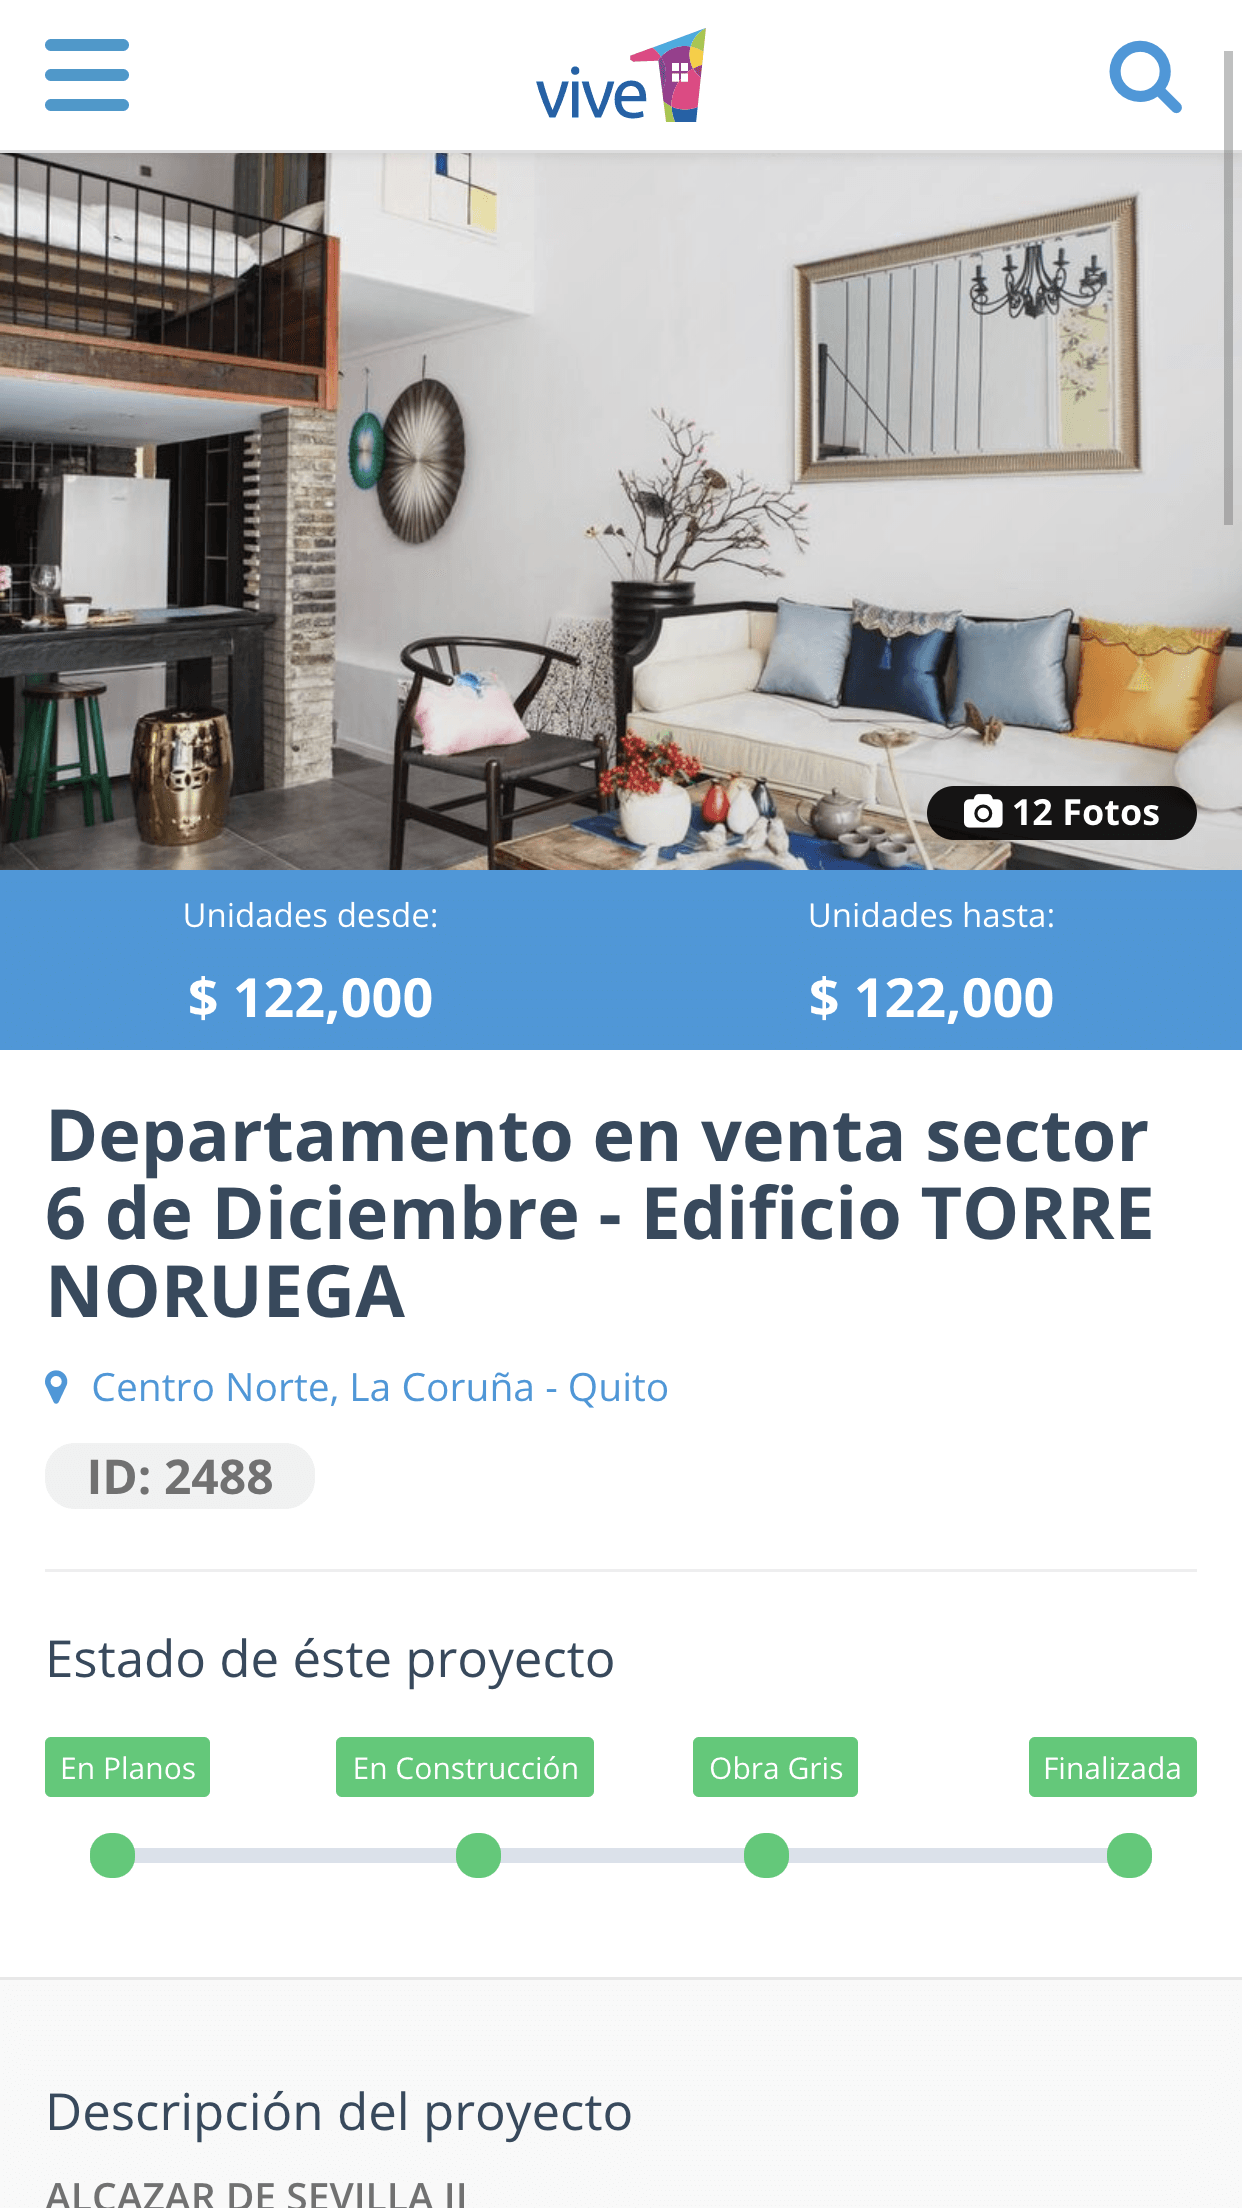 vive1
12 Fotos
Unidades desde:
Unidades hasta:
$ 122,000
$ 122,000
Departamento en venta sector
6 de Diciembre - Edificio TORRE
NORUEGA
Centro Norte, La Coruña - Quito
ID: 2488
Estado de éste proyecto
En Planos
En Construcción
Obra Gris
Finalizada
Descripción del proyecto
ALCAZAR DE SEVILLA II